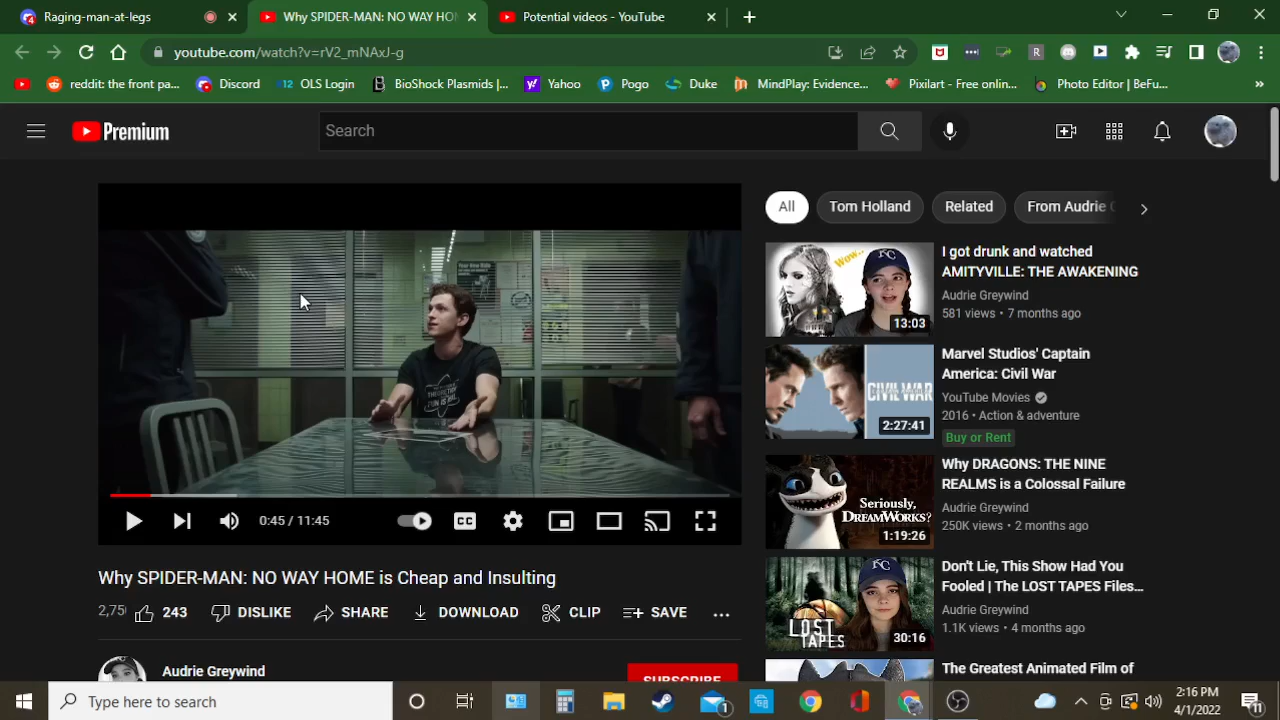 Raging-man-at-legs
Why SPIDER-MAN: NO WAY HO
Potential videos - YouTube
youtube.com/watch?v=rV2_mNAxJ-g
reddit: the front pa...
Discord
12 OLS Login
BioShock Plasmids |...
Yahoo
Pogo
Duke
MindPlay: Evidence...
Pixilart - Free onlin...
Photo Editor | BeFu...
Premium
Search
All
Tom Holland
Related
From Audrie G
I got drunk and watched
AMITYVILLE: THE AWAKENING
Audrie Greywind
581 views • 7 months ago
Wow...
KC
13:03
Marvel Studios' Captain
America: Civil War
YouTube Movies
2016 • Action & adventure
Buy or Rent
CIVIL WAR
2:27:41
Why DRAGONS: THE NINE
REALMS is a Colossal Failure
Audrie Greywind
250K views • 2 months ago
Seriously,
DREAMWORKS?
1:19:26
Don't Lie, This Show Had You
Fooled | The LOST TAPES Files...
Audrie Greywind
1.1K views • 4 months ago
LOST
TAPES
30:16
The Greatest Animated Film of
0:45 / 11:45
CC
Why SPIDER-MAN: NO WAY HOME is Cheap and Insulting
2,75
243
DISLIKE
SHARE
DOWNLOAD
CLIP
SAVE
Audrie Greywind
SUBSCRIBE
Type here to search
1
2:16 PM
4/1/2022
11